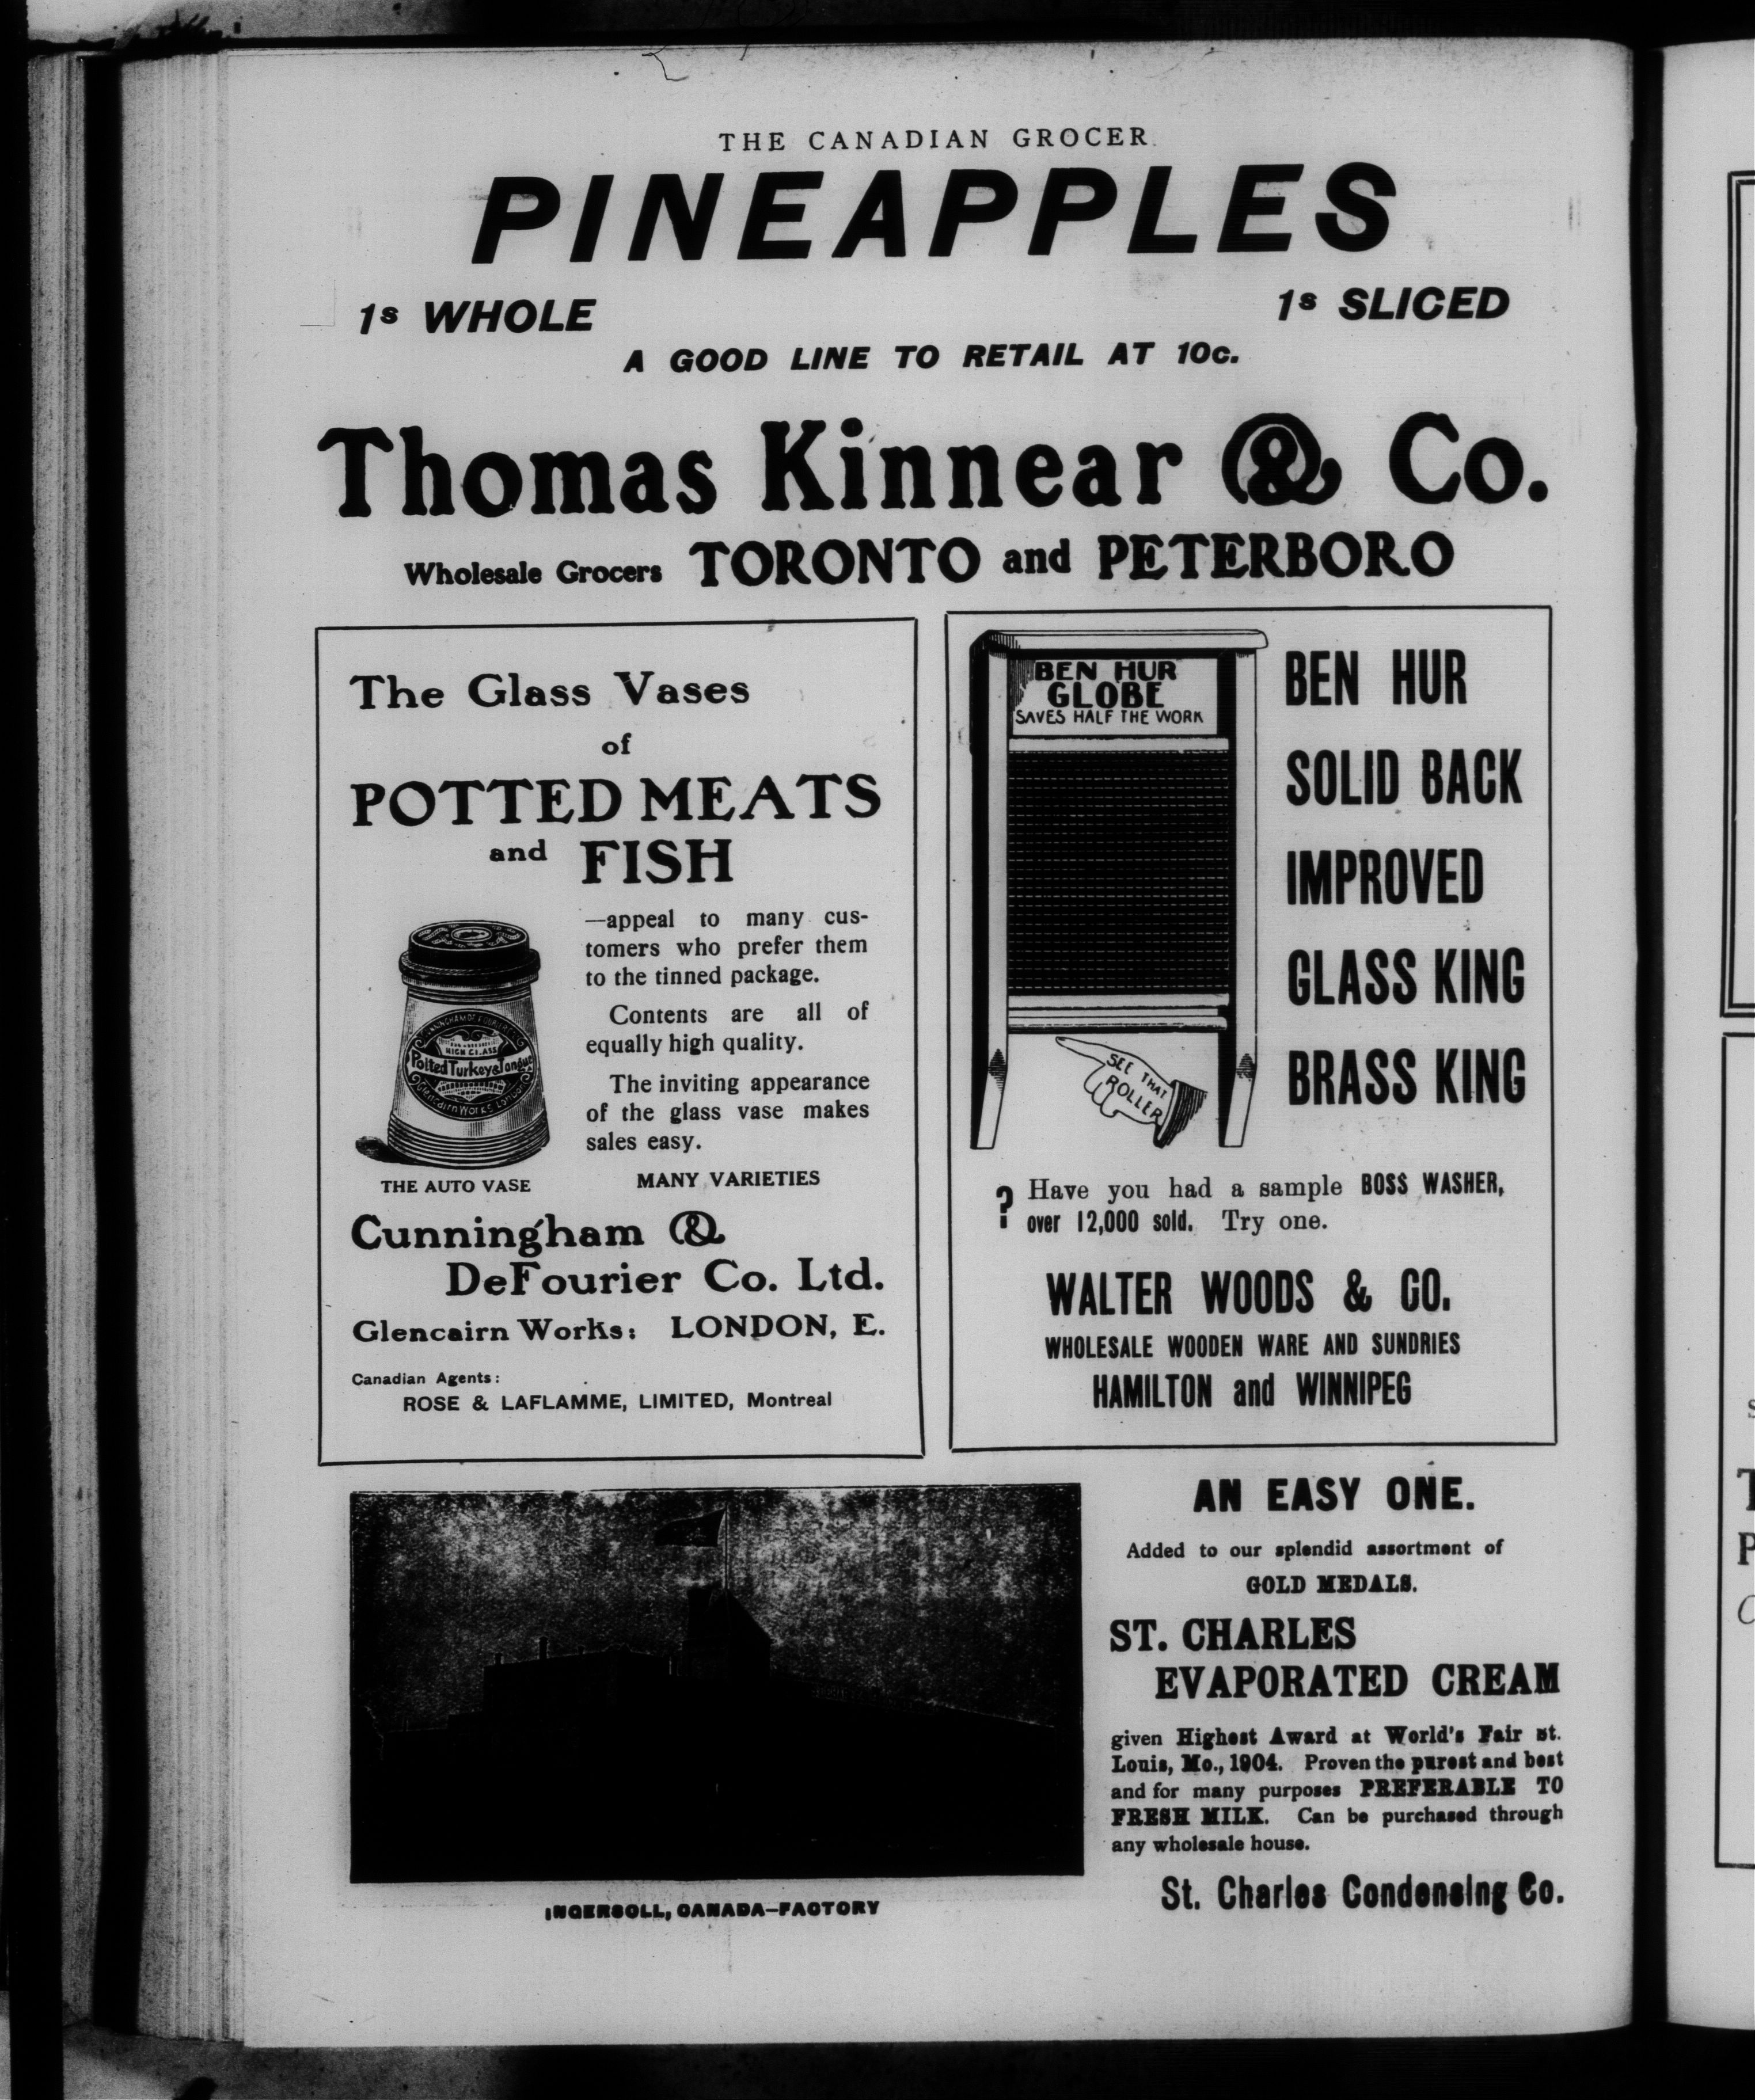 THE CANADIAN GROCER
PINEAPPLES
1s WHOLE
1s SLICED
A GOOD LINE TO RETAIL AT 10c.
Thomas Kinnear & Co.
Wholesale Grocers TORONTO and PETERBORO
The Glass Vases
of
POTTED MEATS
and FISH
—appeal to many cus-
tomers who prefer them
to the tinned package.
Contents are all of
equally high quality.
The inviting appearance
of the glass vase makes
sales easy.
MANY VARIETIES
HIGH CLASS
Potted Turkey & Tongue
Glencairn Works London
THE AUTO VASE
Cunningham &
DeFourier Co. Ltd.
Glencairn Works: LONDON, E.
Canadian Agents:
ROSE & LAFLAMME, LIMITED, Montreal
BEN HUR
GLOBE
SAVES HALF THE WORK
SEE THAT
ROLLER
BEN HUR
SOLID BACK
IMPROVED
GLASS KING
BRASS KING
? Have you had a sample BOSS WASHER,
over 12,000 sold. Try one.
WALTER WOODS & CO.
WHOLESALE WOODEN WARE AND SUNDRIES
HAMILTON and WINNIPEG
INGERSOLL, CANADA—FACTORY
AN EASY ONE.
Added to our splendid assortment of
GOLD MEDALS.
ST. CHARLES
EVAPORATED CREAM
given Highest Award at World's Fair St.
Louis, Mo., 1904. Proven the purest and best
and for many purposes PREFERABLE TO
FRESH MILK. Can be purchased through
any wholesale house.
St. Charles Condensing Co.